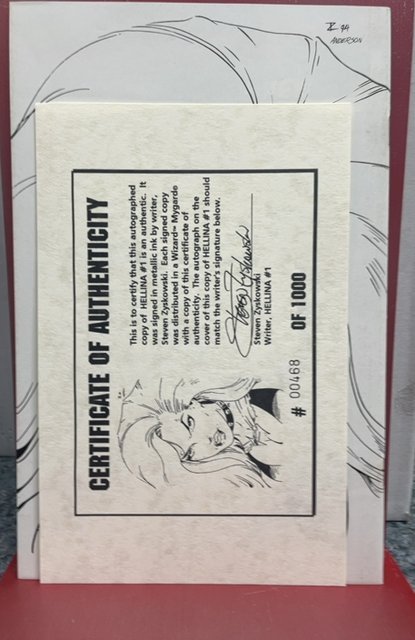 CERTIFICATE OF AUTHENTICITY
This is to certify that this autographed
copy of HELLINA #1 is an authentic. It
was signed in metallic ink by writer,
Steven Zyskowski. Each signed copy
was distributed in a Wizard™ Mygarde
with a copy of this certificate of
authenticity. The autograph on the
cover of this copy of HELLINA #1 should
match the writer's signature below.
Steven Zyskowski
Steven Zyskowski
Writer, HELLINA #1
# 00468 OF 1000
94
ANDERSON